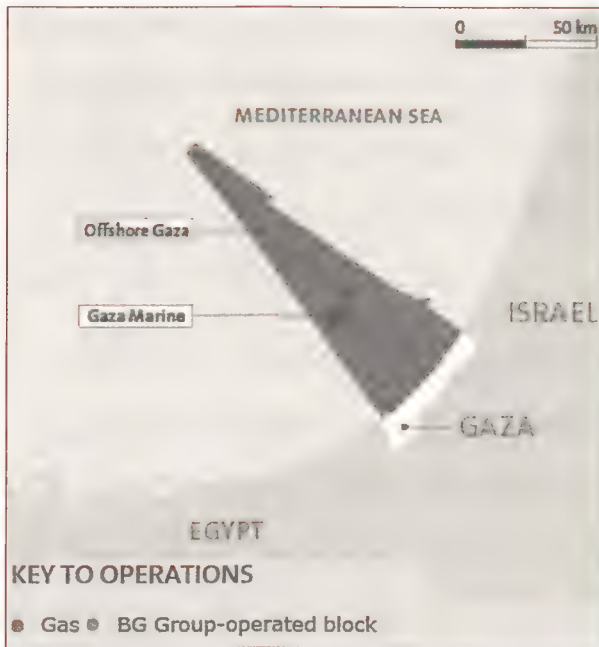 0 50 km
MEDITERRANEAN SEA
Offshore Gaza
Gaza Marine
ISRAEL
GAZA
EGYPT
KEY TO OPERATIONS
Gas BG Group-operated block